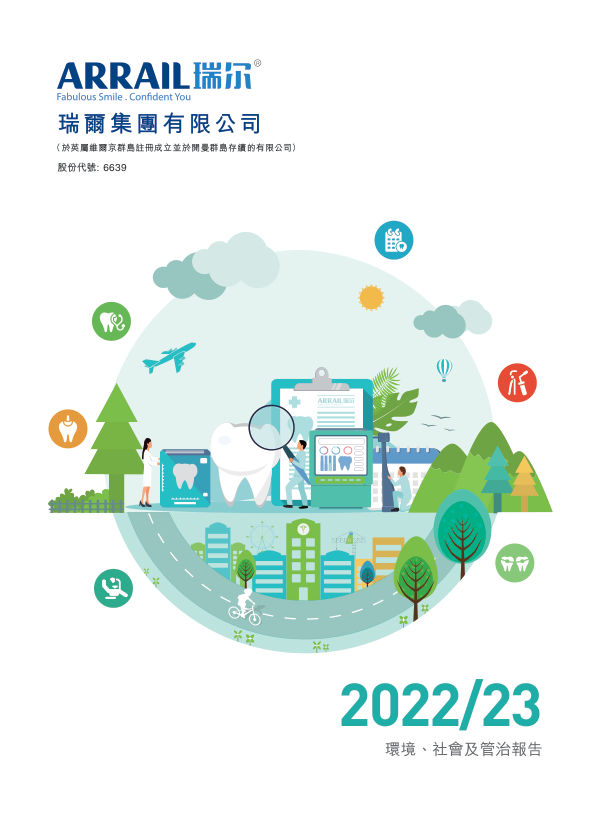 ARRAIL瑞尔®
Fabulous Smile . Confident You
瑞爾集團有限公司
(於英屬維爾京群島註冊成立並於開曼群島存續的有限公司)
股份代號: 6639
ARRAIL瑞尔
2022/23
環境、社會及管治報告